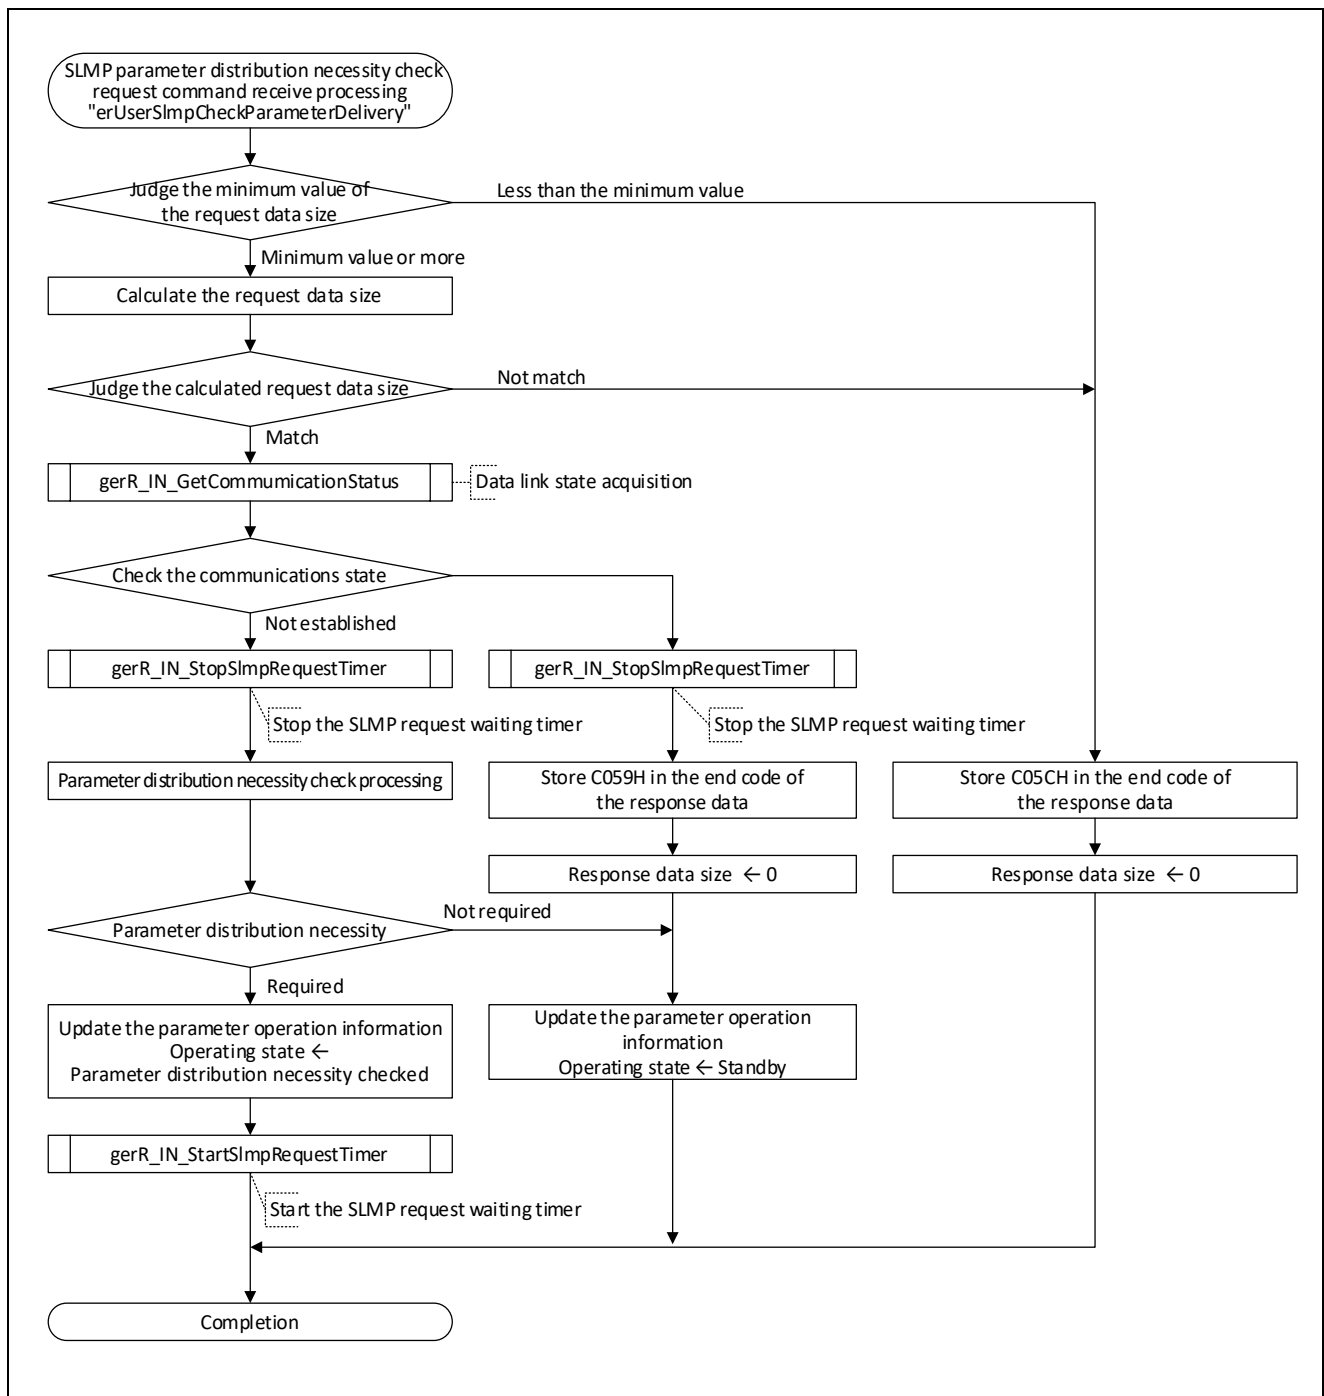 SLMP parameter distribution necessity check
request command receive processing
"erUserSlmpCheckParameterDelivery"
Judge the minimum value of
the request data size
Less than the minimum value
Minimum value or more
Calculate the request data size
Judge the calculated request data size
Not match
Match
gerR_IN_GetCommumicationStatus
Data link state acquisition
Check the communications state
Not established
gerR_IN_StopSlmpRequestTimer
gerR_IN_StopSlmpRequestTimer
Stop the SLMP request waiting timer
Stop the SLMP request waiting timer
Parameter distribution necessity check processing
Store C059H in the end code of
the response data
Store C05CH in the end code of
the response data
Response data size ← 0
Response data size ← 0
Parameter distribution necessity
Not required
Required
Update the parameter operation information
Operating state ←
Parameter distribution necessity checked
Update the parameter operation
information
Operating state ← Standby
gerR_IN_StartSlmpRequestTimer
Start the SLMP request waiting timer
Completion